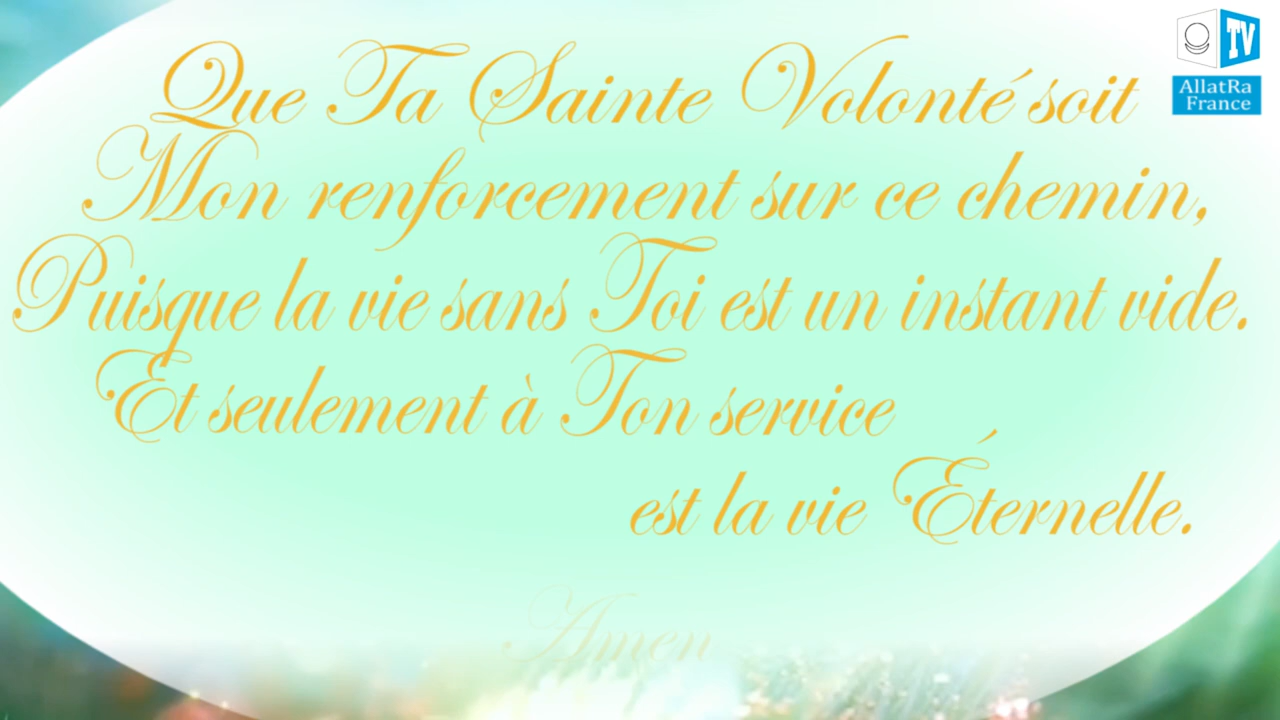 Que Ta Sainte Volonté soit
Mon renforcement sur ce chemin,
Puisque la vie sans Toi est un instant vide.
Et seulement à Ton service
est la vie Éternelle.
Amen
TV
AllatRa
France